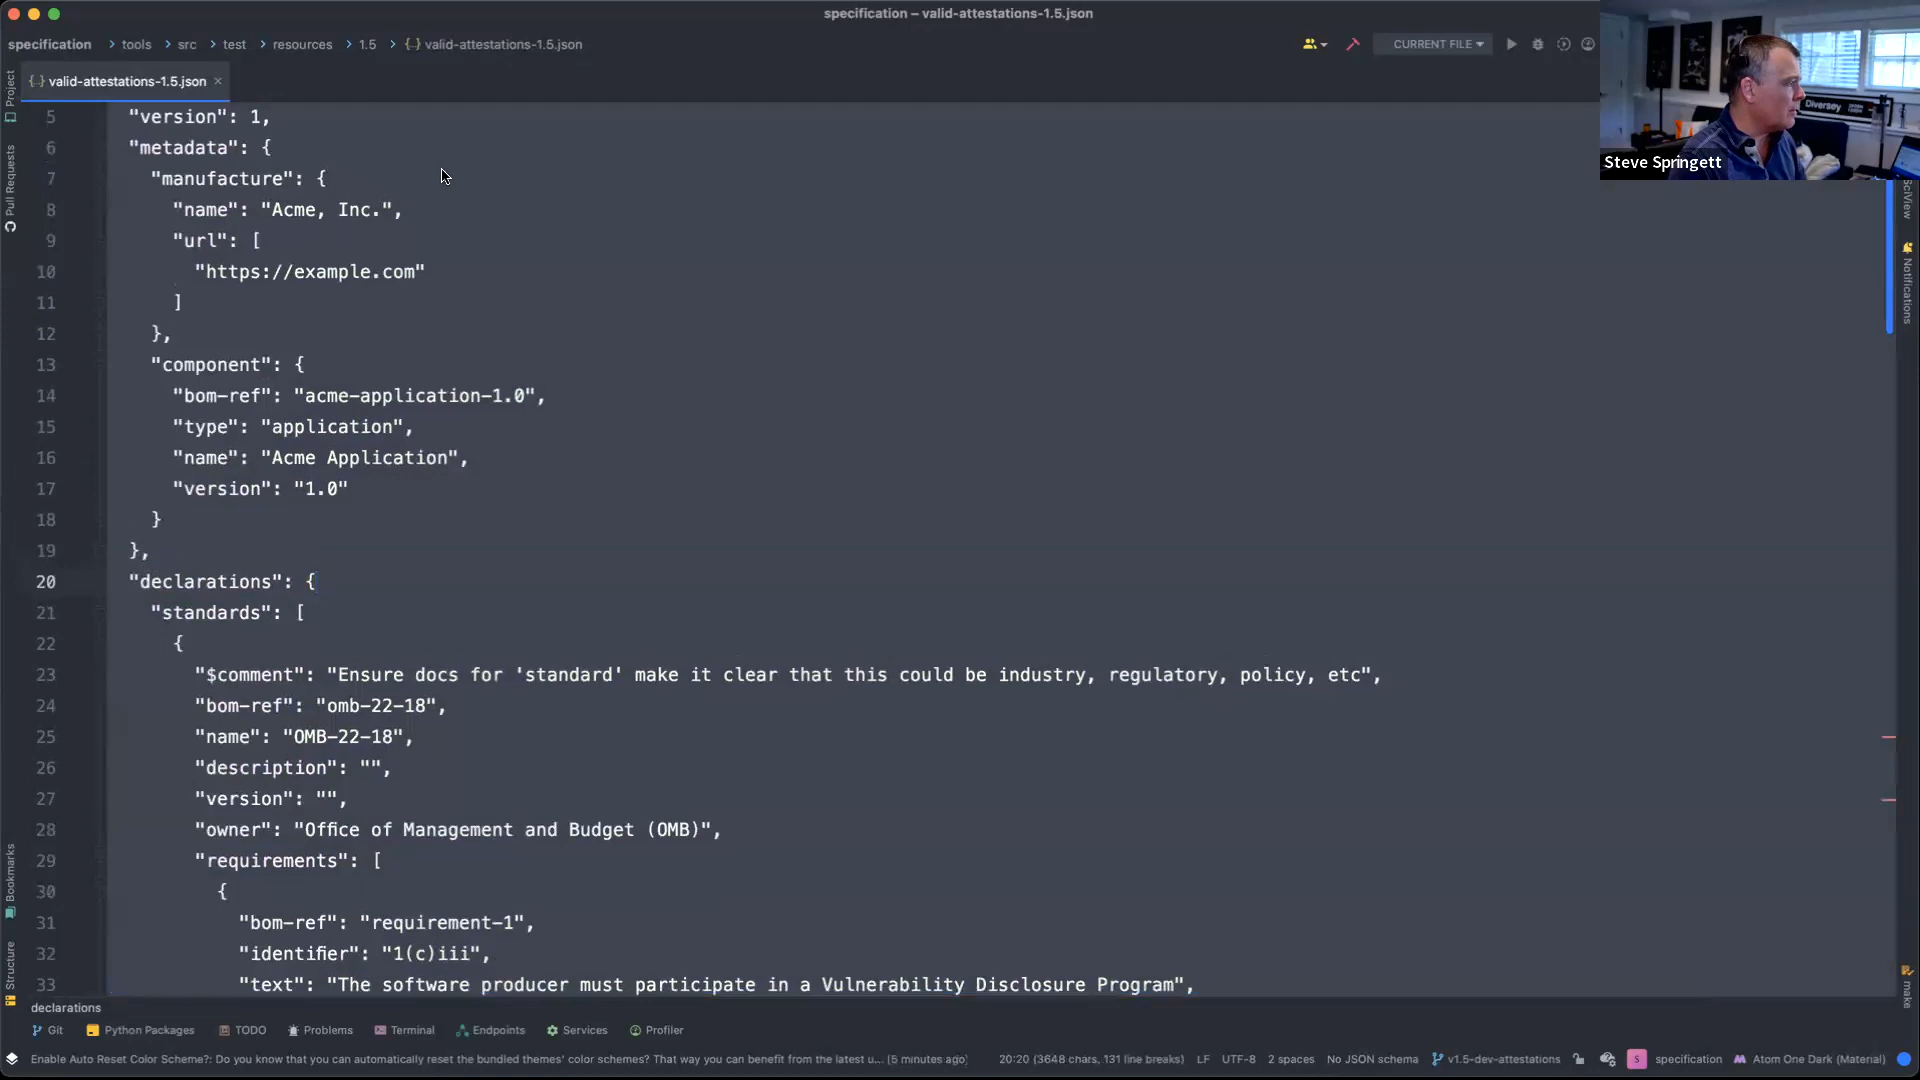 specification – valid-attestations-1.5.json
specification > tools > src > test > resources > 1.5 > {} valid-attestations-1.5.json
CURRENT FILE
{} valid-attestations-1.5.json ×
Project
Pull Requests
Bookmarks
Structure
5 "version": 1,
6 "metadata": {
7 "manufacture": {
8 "name": "Acme, Inc.",
9 "url": [
10 "https://example.com"
11 ]
12 },
13 "component": {
14 "bom-ref": "acme-application-1.0",
15 "type": "application",
16 "name": "Acme Application",
17 "version": "1.0"
18 }
19 },
20 "declarations": {
21 "standards": [
22 {
23 "$comment": "Ensure docs for 'standard' make it clear that this could be industry, regulatory, policy, etc",
24 "bom-ref": "omb-22-18",
25 "name": "OMB-22-18",
26 "description": "",
27 "version": "",
28 "owner": "Office of Management and Budget (OMB)",
29 "requirements": [
30 {
31 "bom-ref": "requirement-1",
32 "identifier": "1(c)iii",
33 "text": "The software producer must participate in a Vulnerability Disclosure Program",
Diversey
Steve Springett
SciView
Notifications
make
declarations
Git Python Packages TODO Problems Terminal Endpoints Services Profiler
Enable Auto Reset Color Scheme?: Do you know that you can automatically reset the bundled themes' color schemes? That way you can benefit from the latest u... (5 minutes ago) 20:20 (3648 chars, 131 line breaks) LF UTF-8 2 spaces No JSON schema v1.5-dev-attestations S specification Atom One Dark (Material)